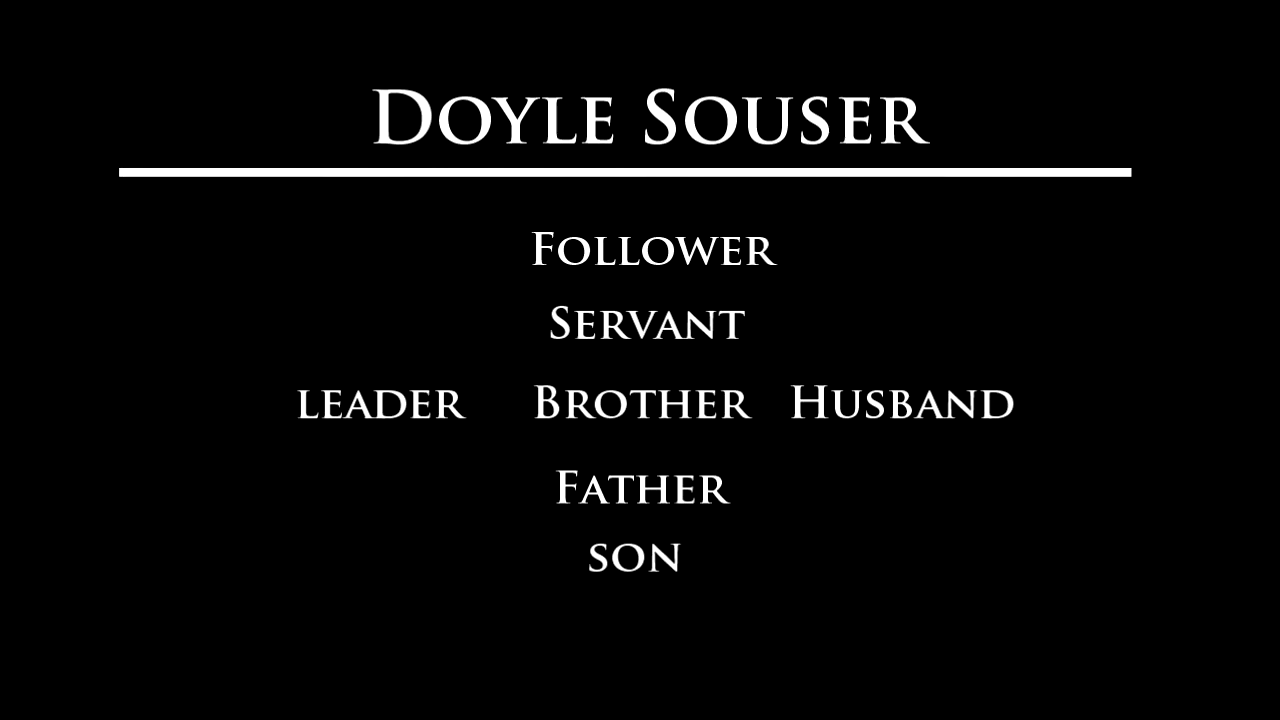 Doyle Souser
Follower
Servant
leader Brother Husband
Father
son